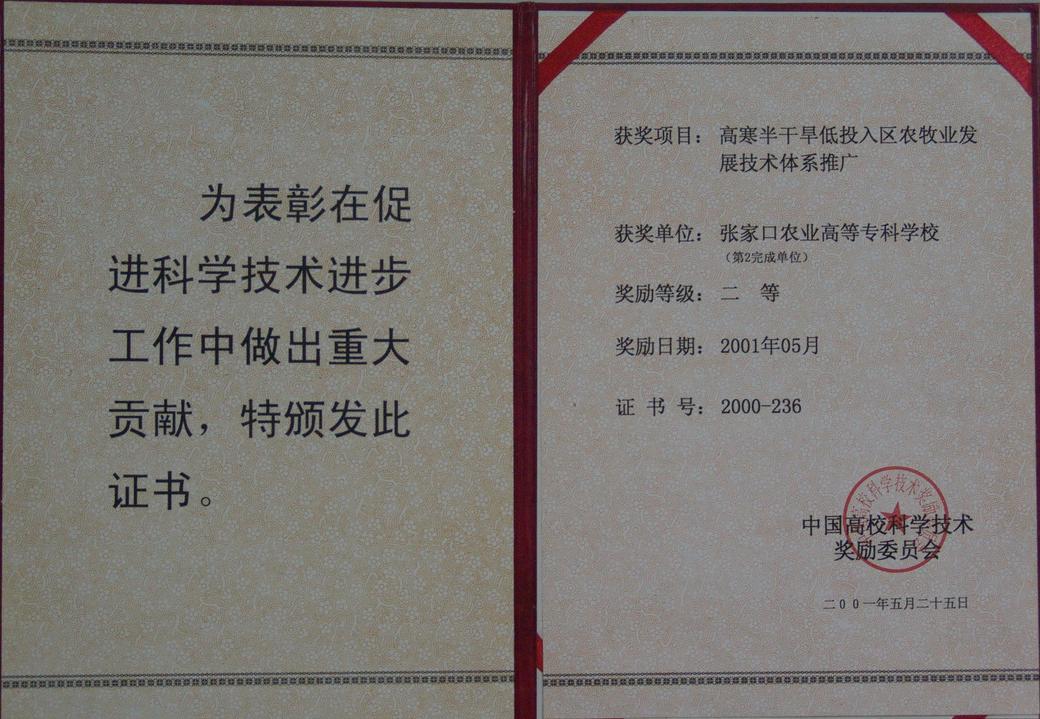 为表彰在促
进科学技术进步
工作中做出重大
贡献，特颁发此
证书。
获奖项目：高寒半干旱低投入区农牧业发
展技术体系推广
获奖单位：张家口农业高等专科学校
（第2完成单位）
奖励等级：二 等
奖励日期：2001年05月
证 书 号：2000-236
中国高校科学技术
奖励委员会
二００一年五月二十五日